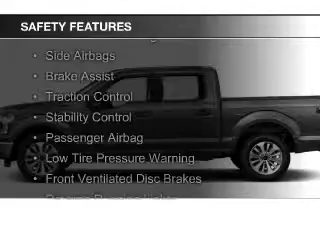 SAFETY FEATURES
• Side Airbags
• Brake Assist
• Traction Control
• Stability Control
• Passenger Airbag
• Low Tire Pressure Warning
• Front Ventilated Disc Brakes